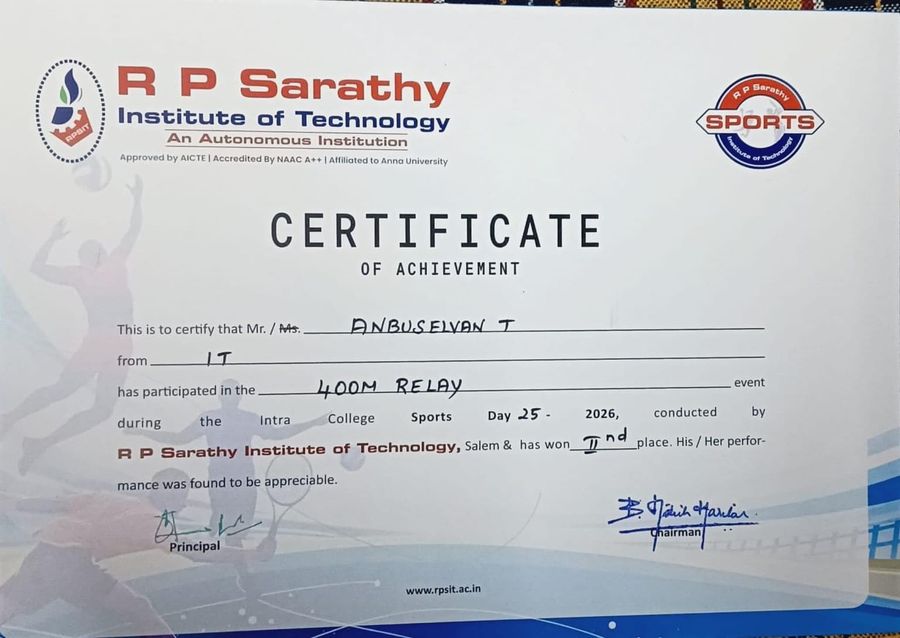 R P Sarathy
Institute of Technology
An Autonomous Institution
Approved by AICTE | Accredited By NAAC A++ | Affiliated to Anna University
RPSIT
R P Sarathy
SPORTS
Institute of Technology
CERTIFICATE
OF ACHIEVEMENT
This is to certify that Mr. / Ms. ANBUSELVAN T
from IT
has participated in the 400M RELAY event
during the Intra College Sports Day 25 - 2026, conducted by
R P Sarathy Institute of Technology, Salem & has won IInd place. His / Her perfor-
mance was found to be appreciable.
Principal
Chairman
www.rpsit.ac.in